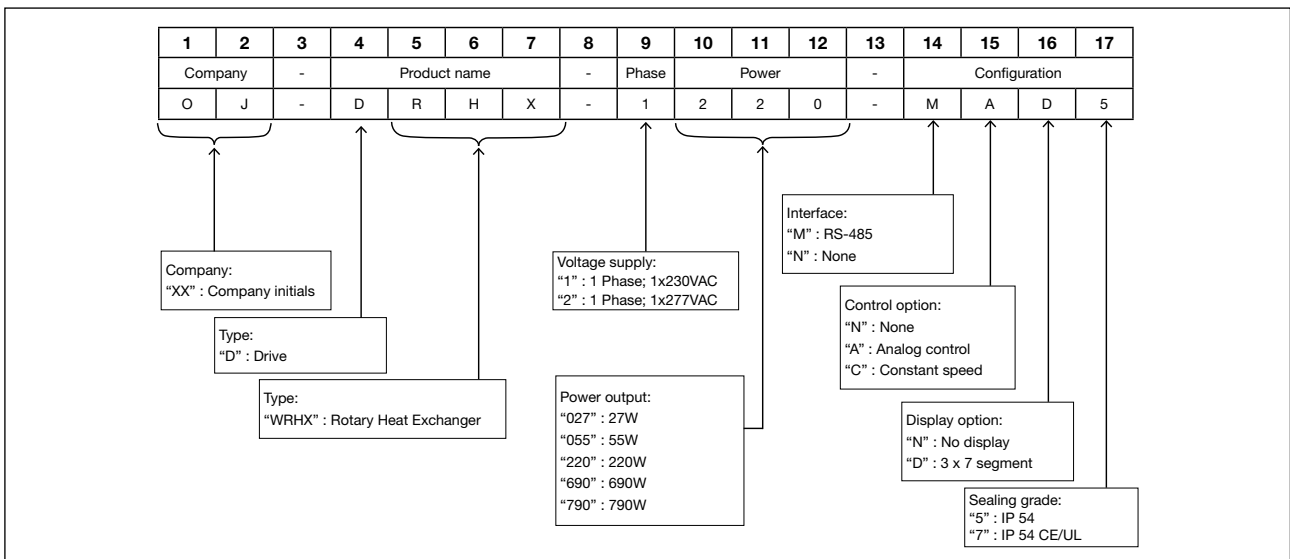 1 2 3 4 5 6 7 8 9 10 11 12 13 14 15 16 17
Company - Product name - Phase Power - Configuration
O J - D R H X - 1 2 2 0 - M A D 5
Interface:
“M” : RS-485
“N” : None
Company:
“XX” : Company initials
Voltage supply:
“1” : 1 Phase; 1x230VAC
“2” : 1 Phase; 1x277VAC
Control option:
“N” : None
“A” : Analog control
“C” : Constant speed
Type:
“D” : Drive
Type:
“WRHX” : Rotary Heat Exchanger
Power output:
“027” : 27W
“055” : 55W
“220” : 220W
“690” : 690W
“790” : 790W
Display option:
“N” : No display
“D” : 3 x 7 segment
Sealing grade:
“5” : IP 54
“7” : IP 54 CE/UL